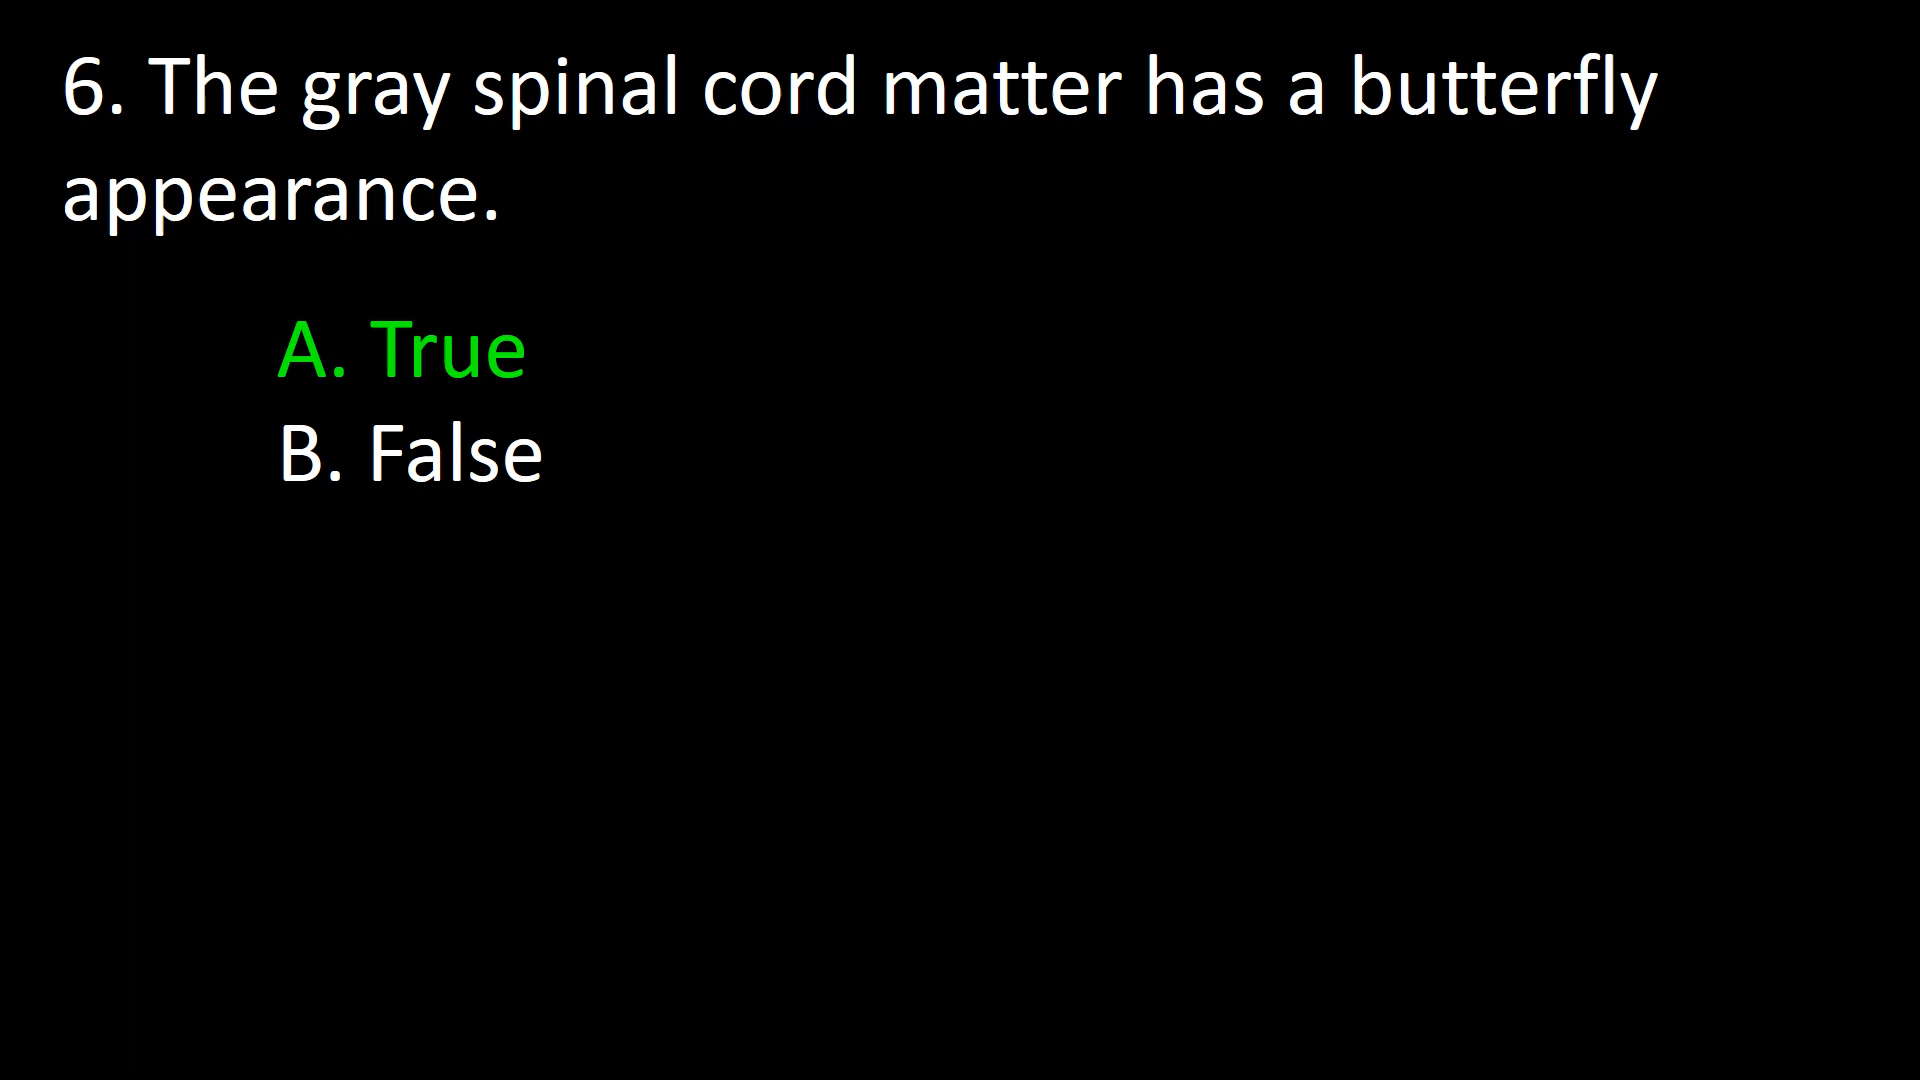 6. The gray spinal cord matter has a butterfly
appearance.
A. True
B. False